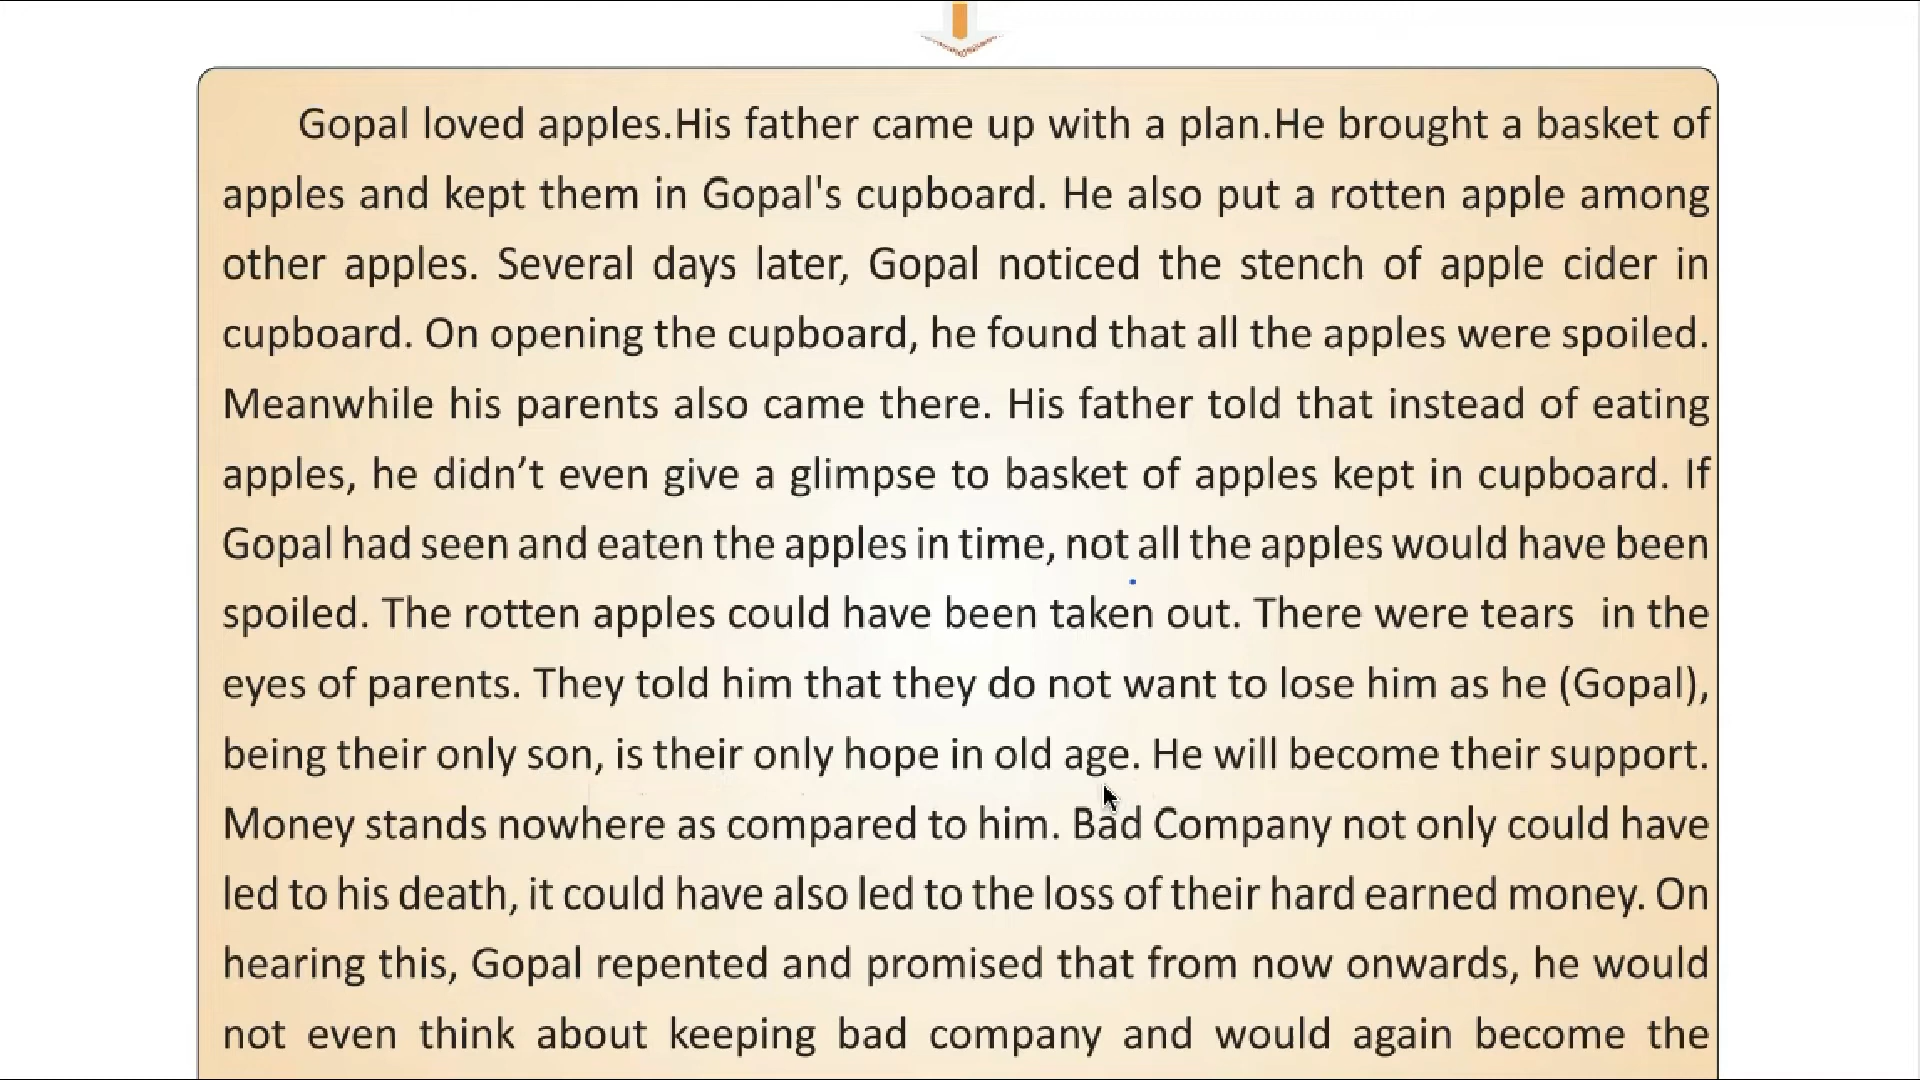 Gopal loved apples.His father came up with a plan.He brought a basket of
apples and kept them in Gopal's cupboard. He also put a rotten apple among
other apples. Several days later, Gopal noticed the stench of apple cider in
cupboard. On opening the cupboard, he found that all the apples were spoiled.
Meanwhile his parents also came there. His father told that instead of eating
apples, he didn’t even give a glimpse to basket of apples kept in cupboard. If
Gopal had seen and eaten the apples in time, not all the apples would have been
spoiled. The rotten apples could have been taken out. There were tears  in the
eyes of parents. They told him that they do not want to lose him as he (Gopal),
being their only son, is their only hope in old age. He will become their support.
Money stands nowhere as compared to him. Bad Company not only could have
led to his death, it could have also led to the loss of their hard earned money. On
hearing this, Gopal repented and promised that from now onwards, he would
not even think about keeping bad company and would again become the